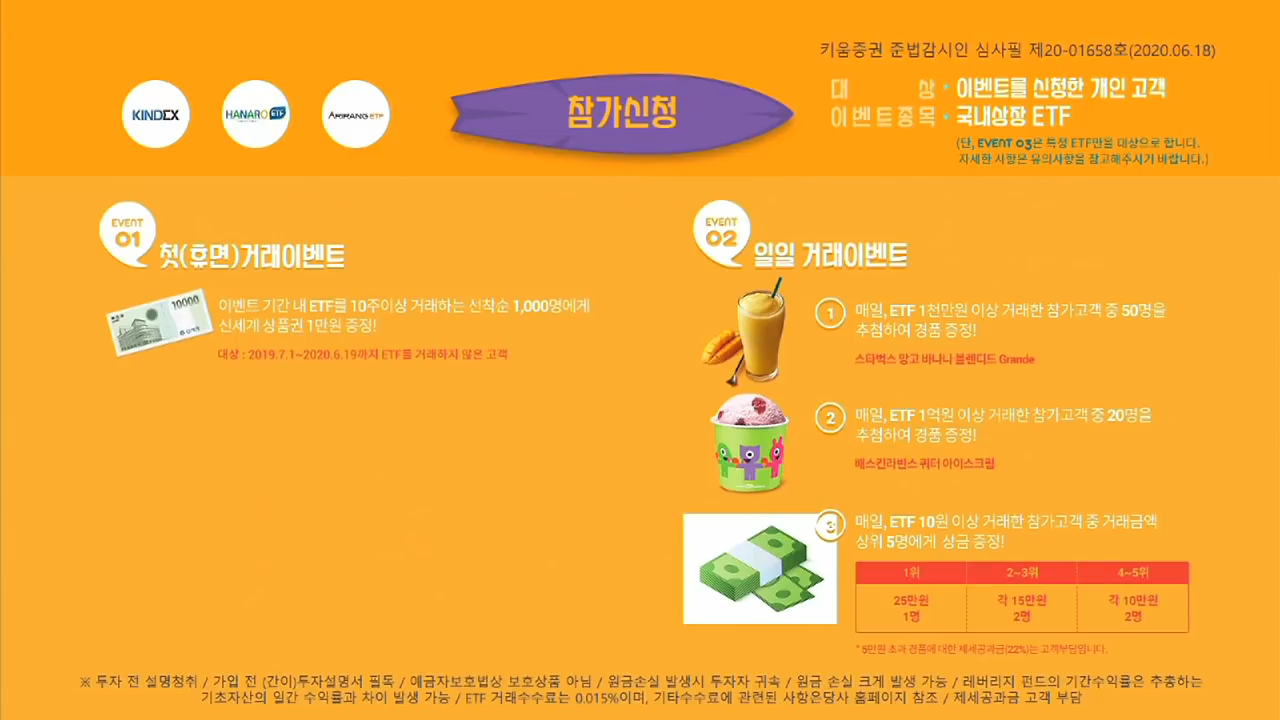 키움증권 준법감시인 심사필 제20-01658호(2020.06.18)
KINDEX
HANARO ETF
ARIRANG ETF
참가신청
대 상 · 이벤트를 신청한 개인 고객
이벤트종목 · 국내상장 ETF
(단, EVENT 03은 특정 ETF만을 대상으로 합니다.
자세한 사항은 유의사항을 참고해주시기 바랍니다.)
EVENT
01
첫(휴면)거래이벤트
10000
이벤트 기간 내 ETF를 10주이상 거래하는 선착순 1,000명에게
신세계 상품권 1만원 증정!
대상 : 2019.7.1~2020.6.19까지 ETF를 거래하지 않은 고객
EVENT
02
일일 거래이벤트
1
매일, ETF 1천만원 이상 거래한 참가고객 중 50명을
추첨하여 경품 증정!
스타벅스 망고 바나나 블렌디드 Grande
2
매일, ETF 1억원 이상 거래한 참가고객 중 20명을
추첨하여 경품 증정!
배스킨라빈스 쿼터 아이스크림
3
매일, ETF 10원 이상 거래한 참가고객 중 거래금액
상위 5명에게 상금 증정!
1위 2~3위 4~5위
25만원 각 15만원 각 10만원
1명 2명 2명
* 5만원 초과 경품에 대한 제세공과금(22%)는 고객부담입니다.
※ 투자 전 설명청취 / 가입 전 (간이)투자설명서 필독 / 예금자보호법상 보호상품 아님 / 원금손실 발생시 투자자 귀속 / 원금 손실 크게 발생 가능 / 레버리지 펀드의 기간수익률은 추종하는
기초자산의 일간 수익률과 차이 발생 가능 / ETF 거래수수료는 0.015%이며, 기타수수료에 관련된 사항은당사 홈페이지 참조 / 제세공과금 고객 부담